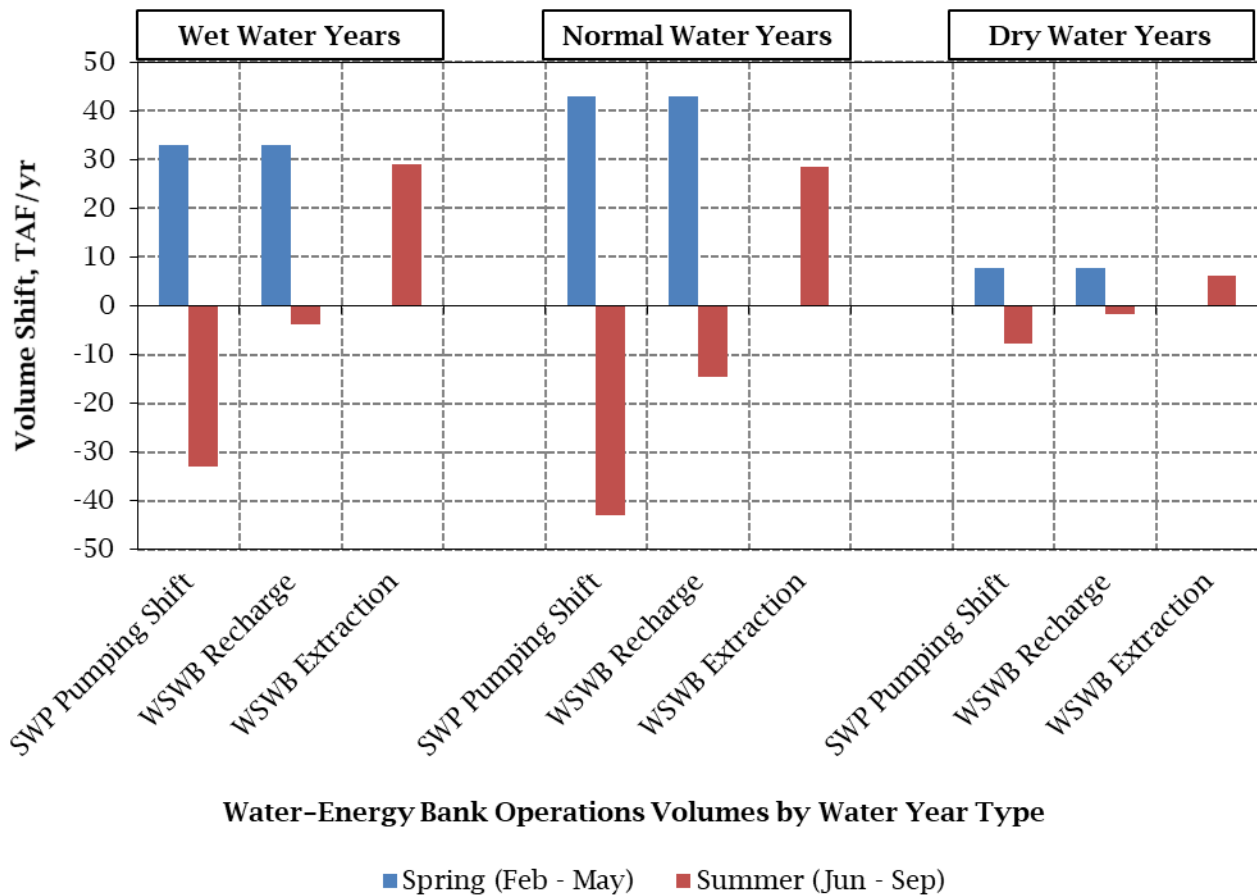 Wet Water Years
Normal Water Years
Dry Water Years
50
40
30
20
10
0
-10
-20
-30
-40
-50
Volume Shift, TAF/yr
SWP Pumping Shift
WSWB Recharge
WSWB Extraction
SWP Pumping Shift
WSWB Recharge
WSWB Extraction
SWP Pumping Shift
WSWB Recharge
WSWB Extraction
Water-Energy Bank Operations Volumes by Water Year Type
Spring (Feb - May)
Summer (Jun - Sep)